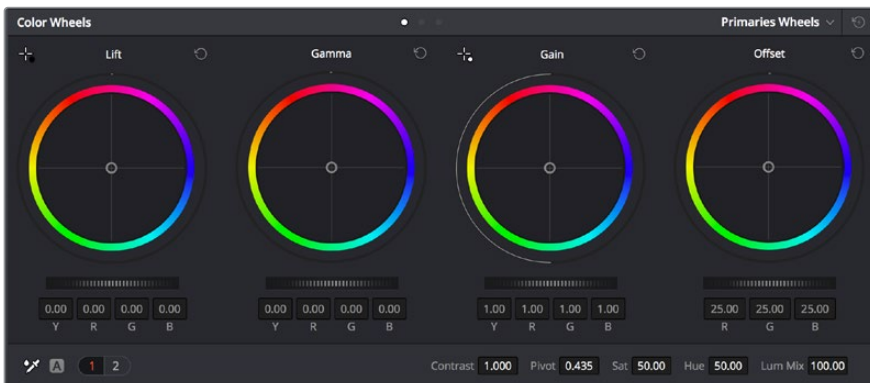 Color Wheels Primaries Wheels
Lift Gamma Gain Offset
0.00 0.00 0.00 0.00 0.00 0.00 0.00 0.00 1.00 1.00 1.00 1.00 25.00 25.00 25.00
Y R G B Y R G B Y R G B R G B
A 1 2 Contrast 1.000 Pivot 0.435 Sat 50.00 Hue 50.00 Lum Mix 100.00